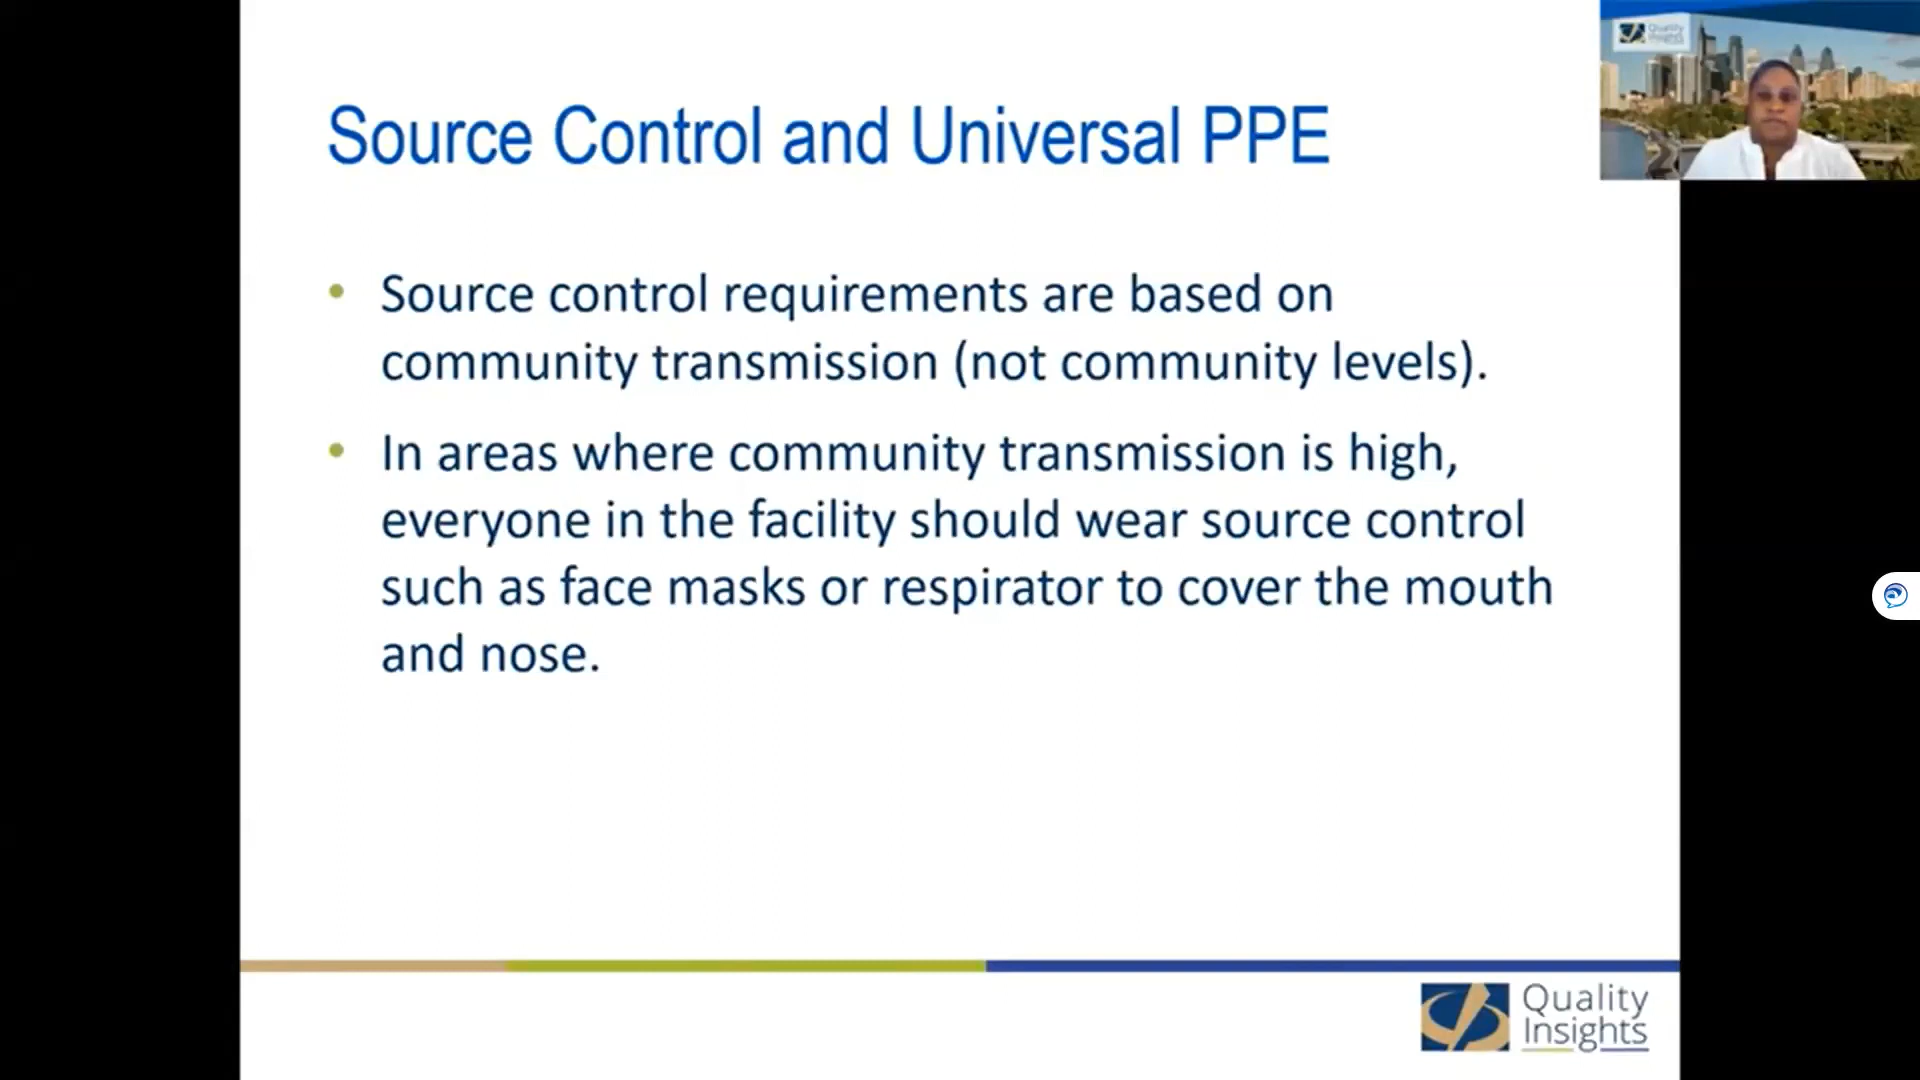 Source Control and Universal PPE
• Source control requirements are based on
community transmission (not community levels).
• In areas where community transmission is high,
everyone in the facility should wear source control
such as face masks or respirator to cover the mouth
and nose.
Quality
Insights
Quality
Insights